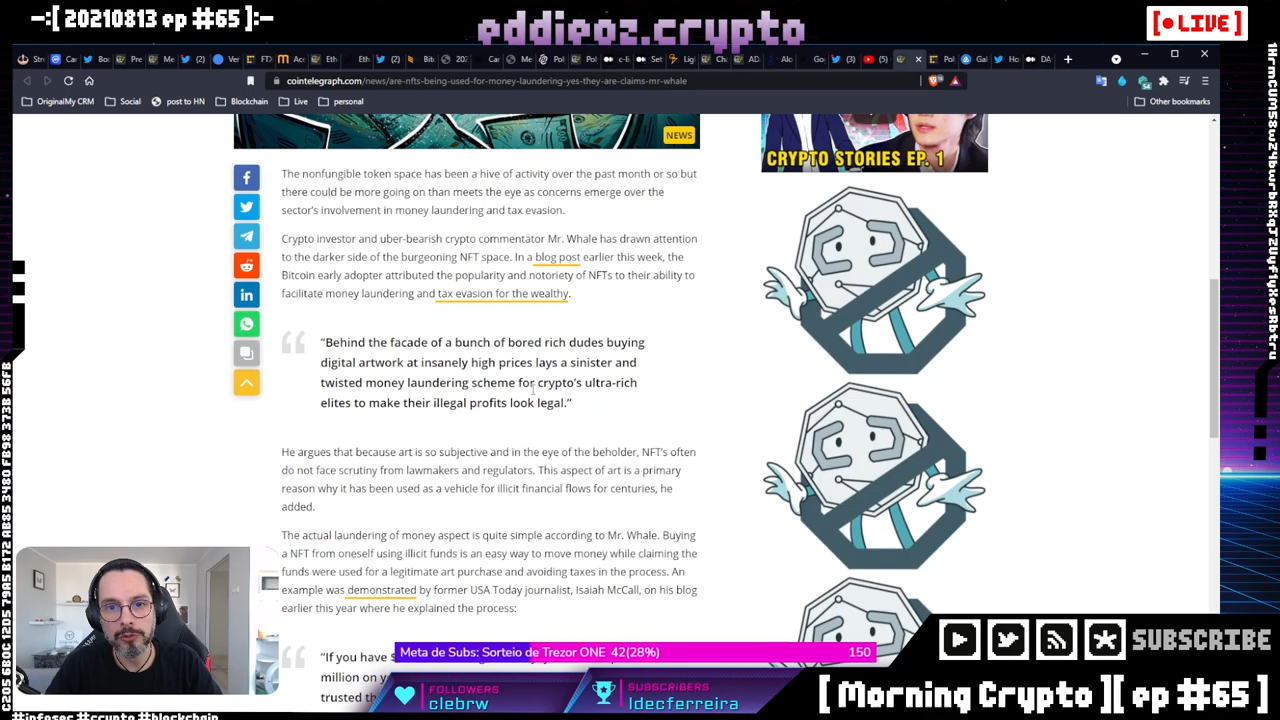 -:[ 20210813 ep #65 ]:-
eddieoz.crypto
[●LIVE]
cointelegraph.com/news/are-nfts-being-used-for-money-laundering-yes-they-are-claims-mr-whale
OriginalMy CRM
Social
post to HN
Blockchain
Live
personal
Other bookmarks
NEWS
CRYPTO STORIES EP. 1
The nonfungible token space has been a hive of activity over the past month or so but
there could be more going on than meets the eye as concerns emerge over the
sector's involvement in money laundering and tax evasion.
Crypto investor and uber-bearish crypto commentator Mr. Whale has drawn attention
to the darker side of the burgeoning NFT space. In a blog post earlier this week, the
Bitcoin early adopter attributed the popularity and notoriety of NFTs to their ability to
facilitate money laundering and tax evasion for the wealthy.
“Behind the facade of a bunch of bored rich dudes buying
digital artwork at insanely high prices lays a sinister and
twisted money laundering scheme for crypto's ultra-rich
elites to make their illegal profits look legal.”
He argues that because art is so subjective and in the eye of the beholder, NFT's often
do not face scrutiny from lawmakers and regulators. This aspect of art is a primary
reason why it has been used as a vehicle for illicit financial flows for centuries, he
added.
The actual laundering of money aspect is quite simple according to Mr. Whale. Buying
a NFT from oneself using illicit funds is an easy way to move money while claiming the
funds were used for a legitimate art purchase and avoiding taxes in the process. An
example was demonstrated by former USA Today journalist, Isaiah McCall, on his blog
earlier this year where he explained the process:
“If you have
million on
trusted
Meta de Subs: Sorteio de Trezor ONE 42(28%)
150
FOLLOWERS
clebrw
SUBSCRIBERS
ldecferreira
SUBSCRIBE
[ Morning Crypto ][ ep #65 ]
#infosec #crypto #blockchain